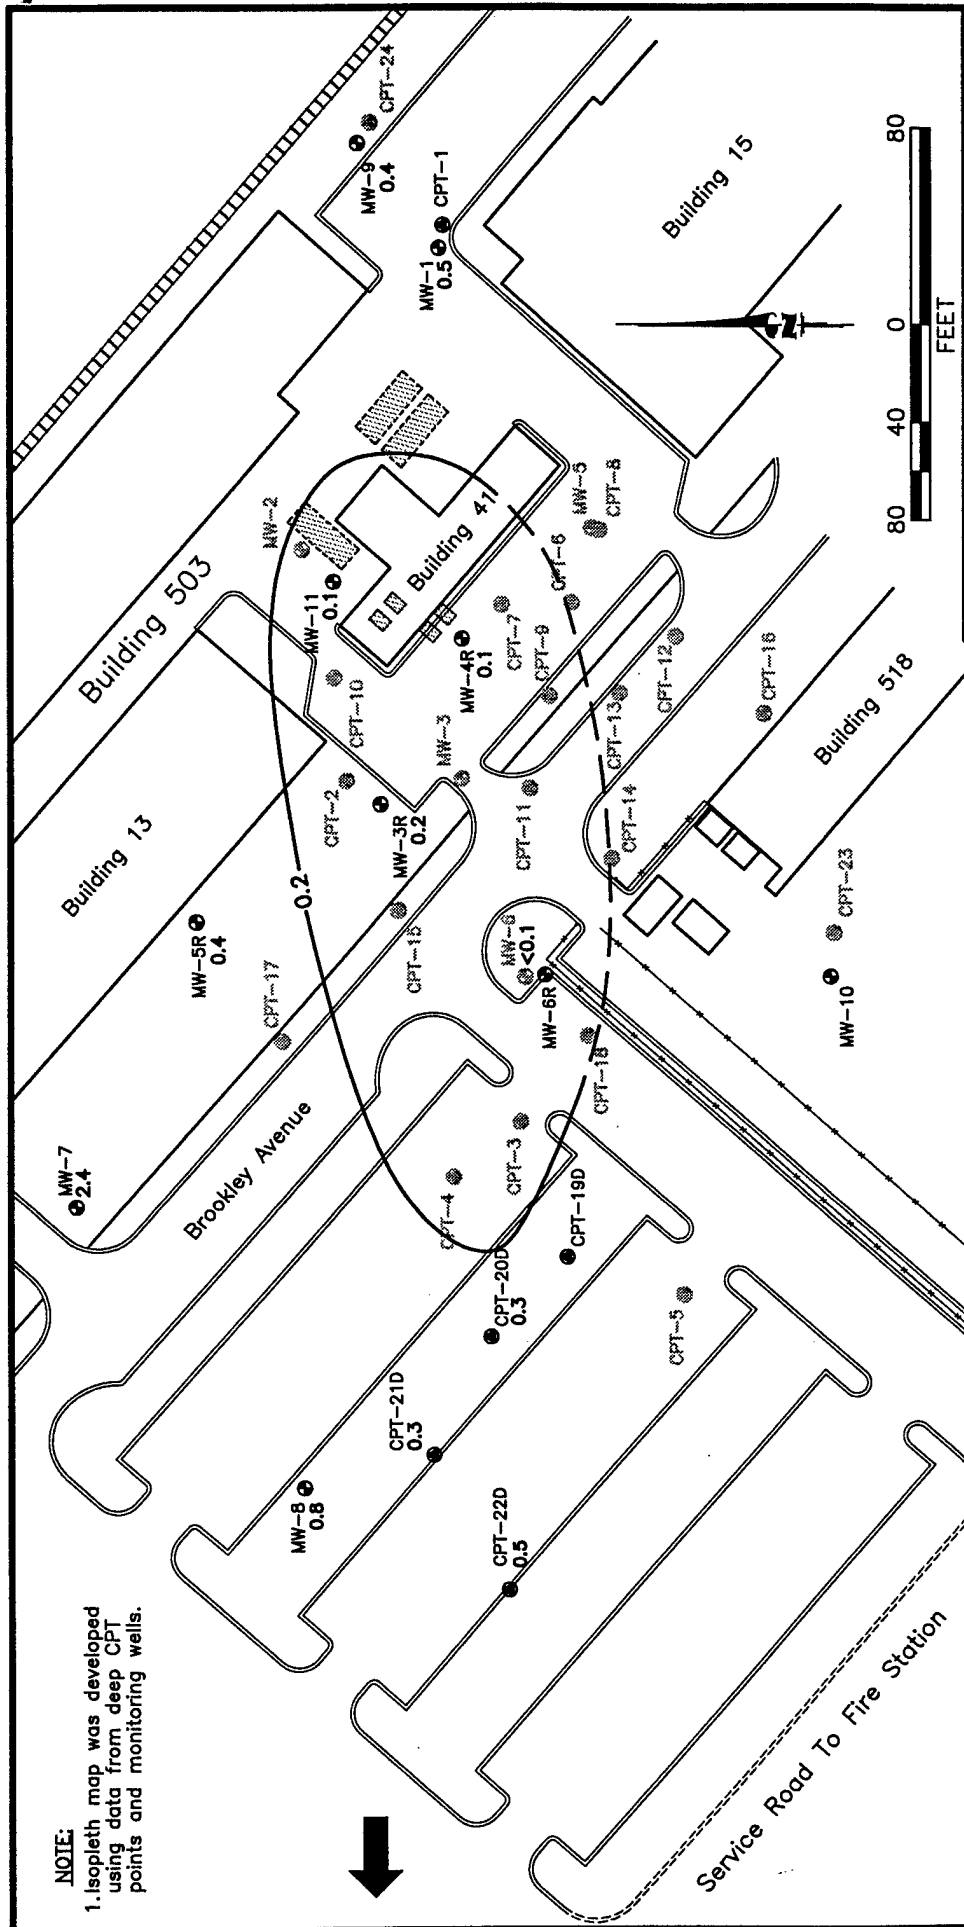 NOTE:
1.Isopleth map was developed
using data from deep CPT
points and monitoring wells.
MW-7
2.4
Building 13
Building 503
MW-5R
0.4
CPT-17
Brookley Avenue
CPT-2
MW-3R
0.2
CPT-15
0.2
CPT-10
MW-11
0.1
MW-2
MW-3
MW-4R
0.1
Building 41
CPT-24
MW-9
0.4
CPT-1
MW-1
0.5
Building 15
MW-5
CPT-8
CPT-6
CPT-7
CPT-9
CPT-11
CPT-12
CPT-13
CPT-14
CPT-16
Building 518
CPT-23
MW-10
MW-6
<0.1
MW-6R
CPT-18
CPT-3
CPT-4
CPT-19D
CPT-20D
0.3
CPT-5
CPT-21D
0.3
MW-8
0.8
CPT-22D
0.5
Service Road To Fire Station
N
80 40 0 80
FEET